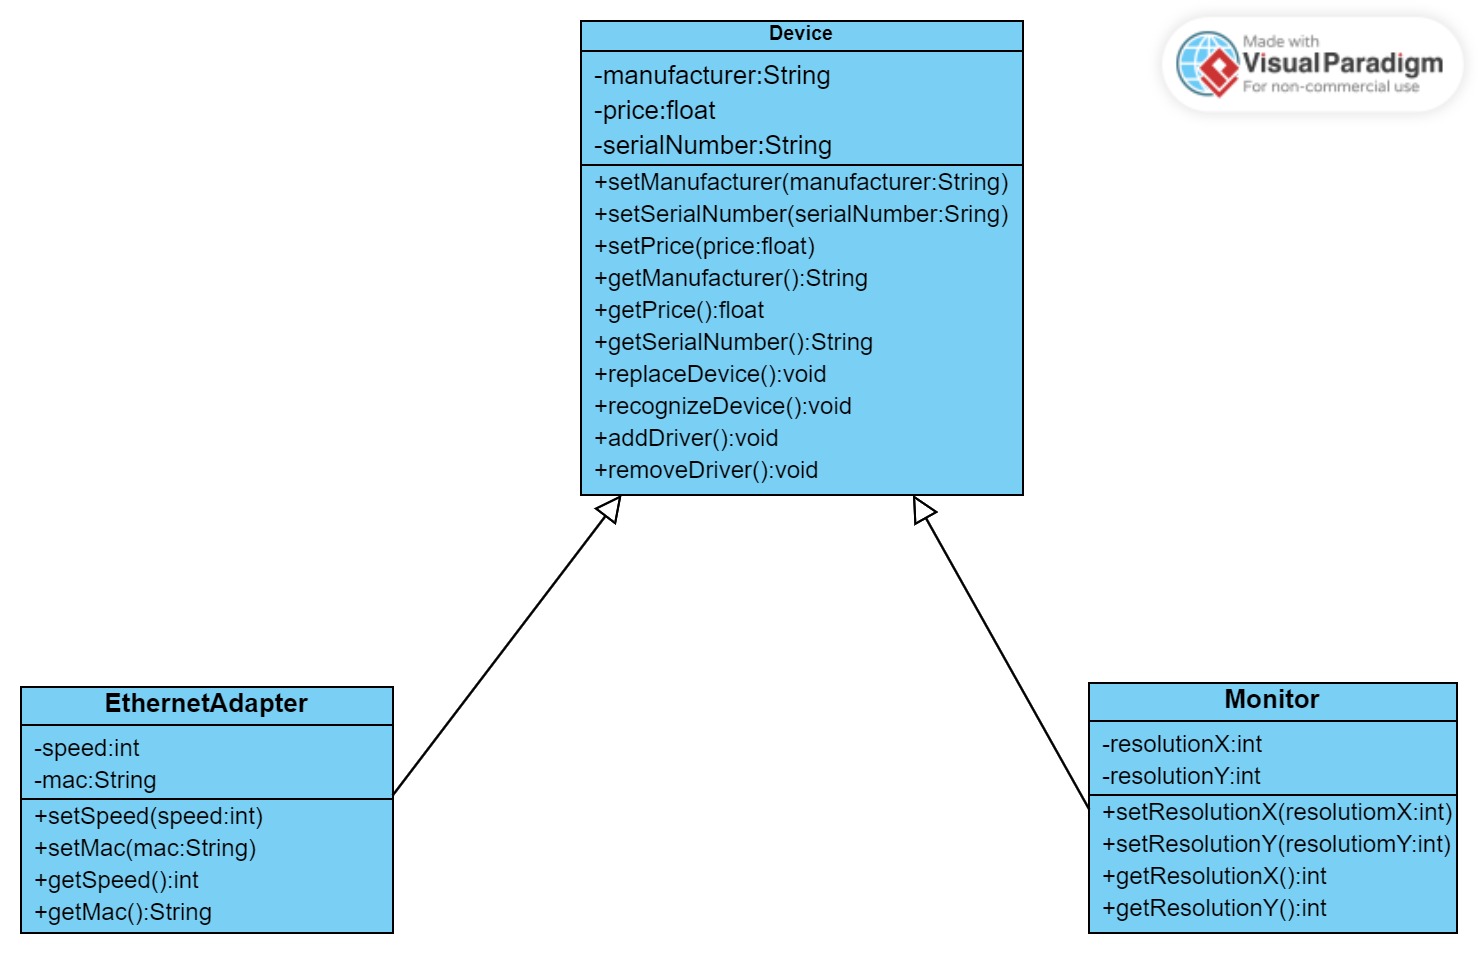 Device
-manufacturer:String
-price:float
-serialNumber:String
+setManufacturer(manufacturer:String)
+setSerialNumber(serialNumber:Sring)
+setPrice(price:float)
+getManufacturer():String
+getPrice():float
+getSerialNumber():String
+replaceDevice():void
+recognizeDevice():void
+addDriver():void
+removeDriver():void
Made with
Visual Paradigm
For non-commercial use
EthernetAdapter
-speed:int
-mac:String
+setSpeed(speed:int)
+setMac(mac:String)
+getSpeed():int
+getMac():String
Monitor
-resolutionX:int
-resolutionY:int
+setResolutionX(resolutiomX:int)
+setResolutionY(resolutiomY:int)
+getResolutionX():int
+getResolutionY():int